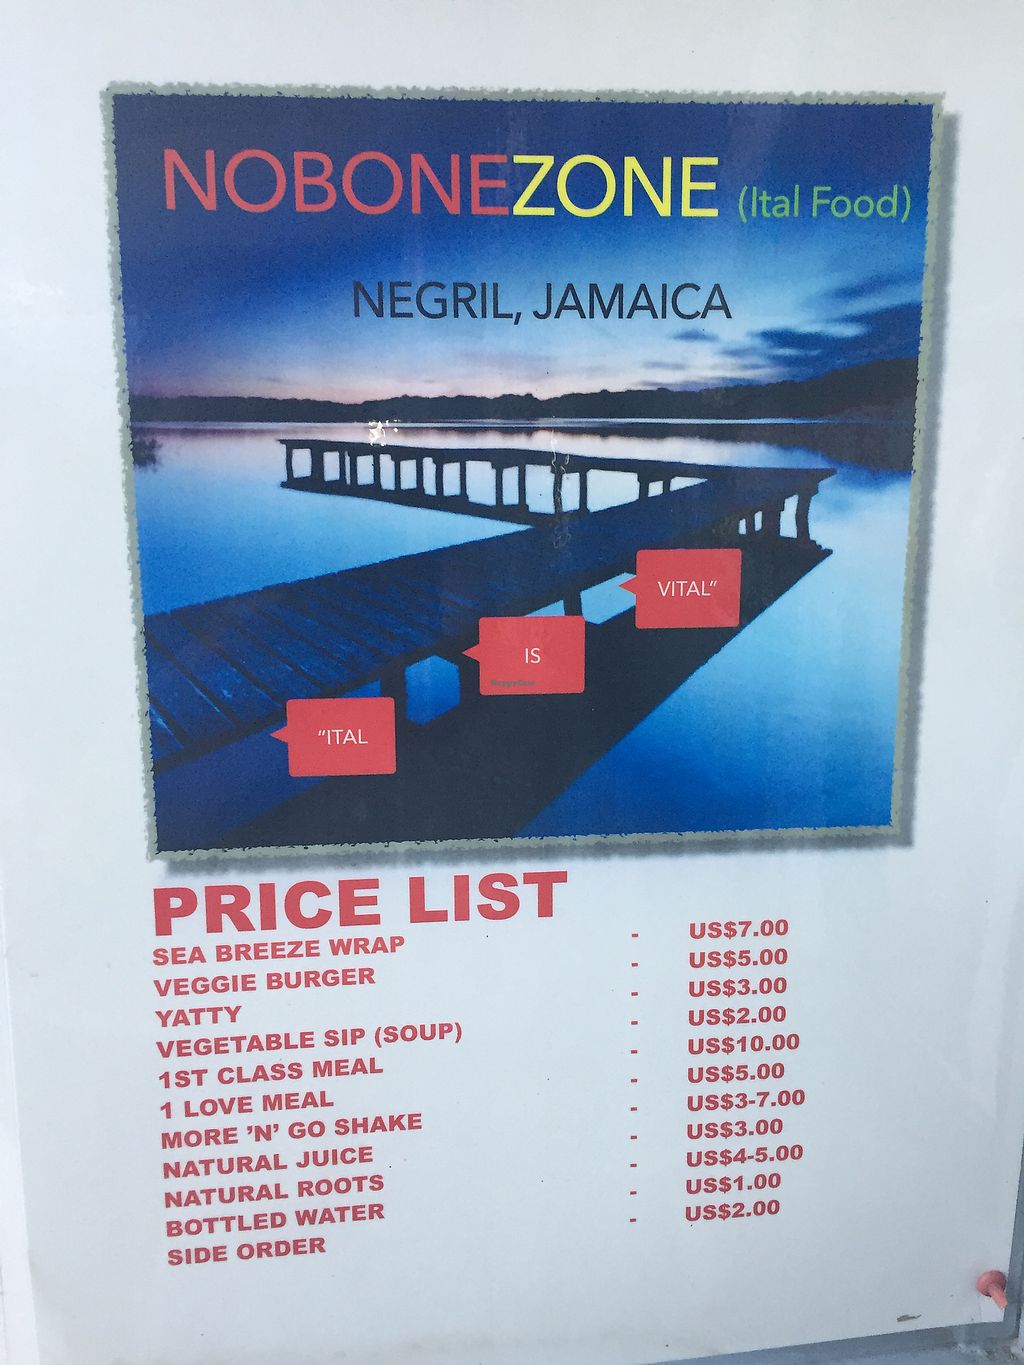 NOBONEZONE (Ital Food)
NEGRIL, JAMAICA
"ITAL
IS
VITAL"
HappyCow
PRICE LIST
SEA BREEZE WRAP - US$7.00
VEGGIE BURGER - US$5.00
YATTY - US$3.00
VEGETABLE SIP (SOUP) - US$2.00
1ST CLASS MEAL - US$10.00
1 LOVE MEAL - US$5.00
MORE 'N' GO SHAKE - US$3-7.00
NATURAL JUICE - US$3.00
NATURAL ROOTS - US$4-5.00
BOTTLED WATER - US$1.00
SIDE ORDER - US$2.00